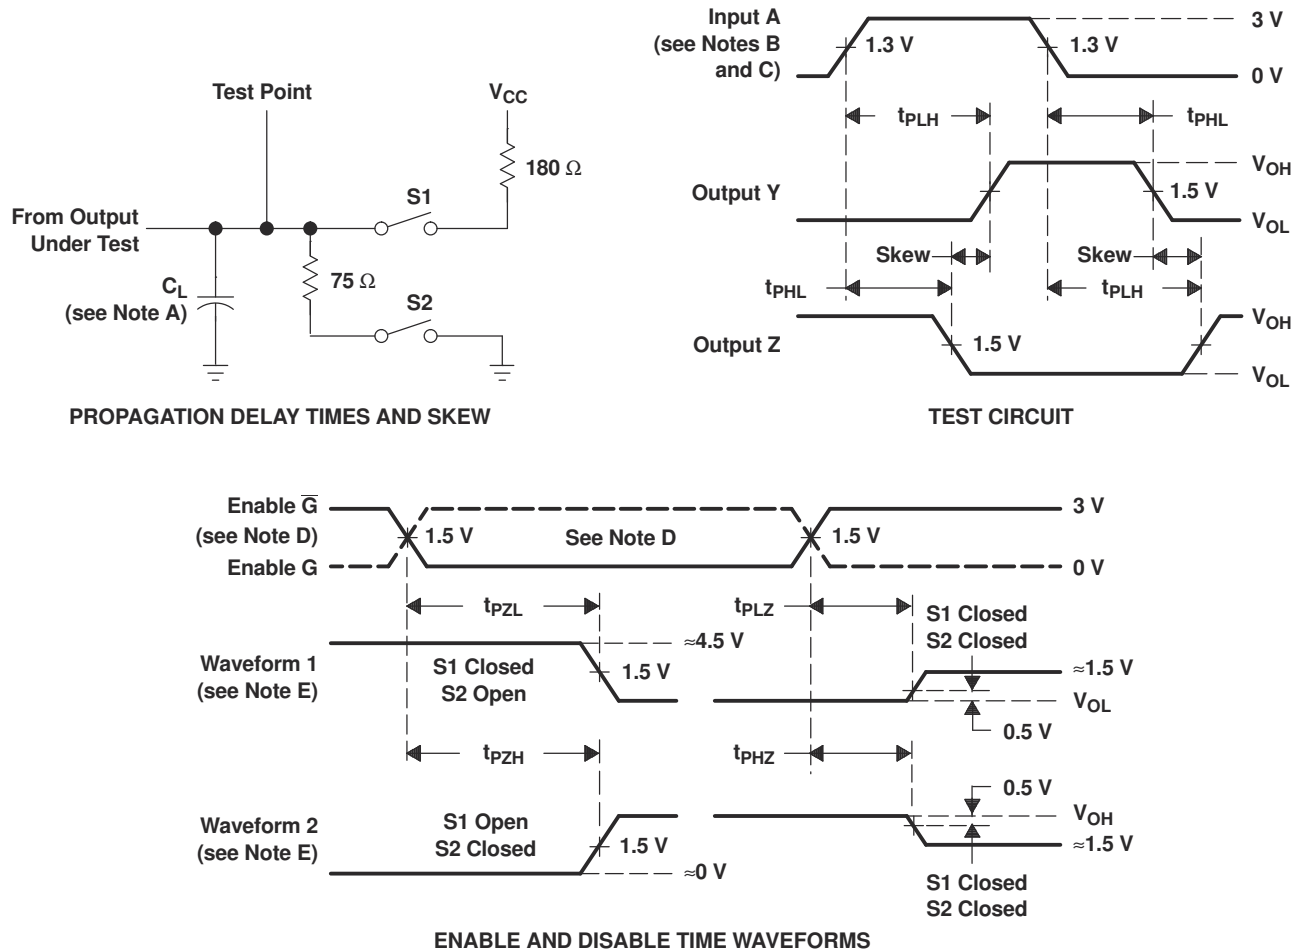 Test Point
V_CC
180 Ω
S1
From Output
Under Test
C_L
(see Note A)
75 Ω
S2
PROPAGATION DELAY TIMES AND SKEW
Input A
(see Notes B
and C)
1.3 V
1.3 V
3 V
0 V
t_PLH
t_PHL
Output Y
1.5 V
V_OH
V_OL
Skew
Skew
t_PHL
t_PLH
Output Z
1.5 V
V_OH
V_OL
TEST CIRCUIT
Enable G̅
(see Note D)
Enable G
1.5 V
See Note D
1.5 V
3 V
0 V
t_PZL
t_PLZ
S1 Closed
S2 Closed
Waveform 1
(see Note E)
S1 Closed
S2 Open
≈4.5 V
1.5 V
≈1.5 V
V_OL
0.5 V
t_PZH
t_PHZ
0.5 V
Waveform 2
(see Note E)
S1 Open
S2 Closed
1.5 V
≈0 V
V_OH
≈1.5 V
S1 Closed
S2 Closed
ENABLE AND DISABLE TIME WAVEFORMS